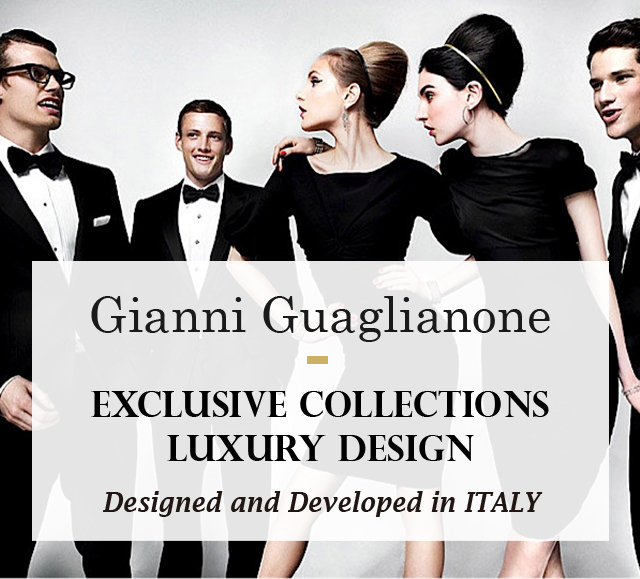 Gianni Guaglianone
EXCLUSIVE COLLECTIONS
LUXURY DESIGN
Designed and Developed in ITALY